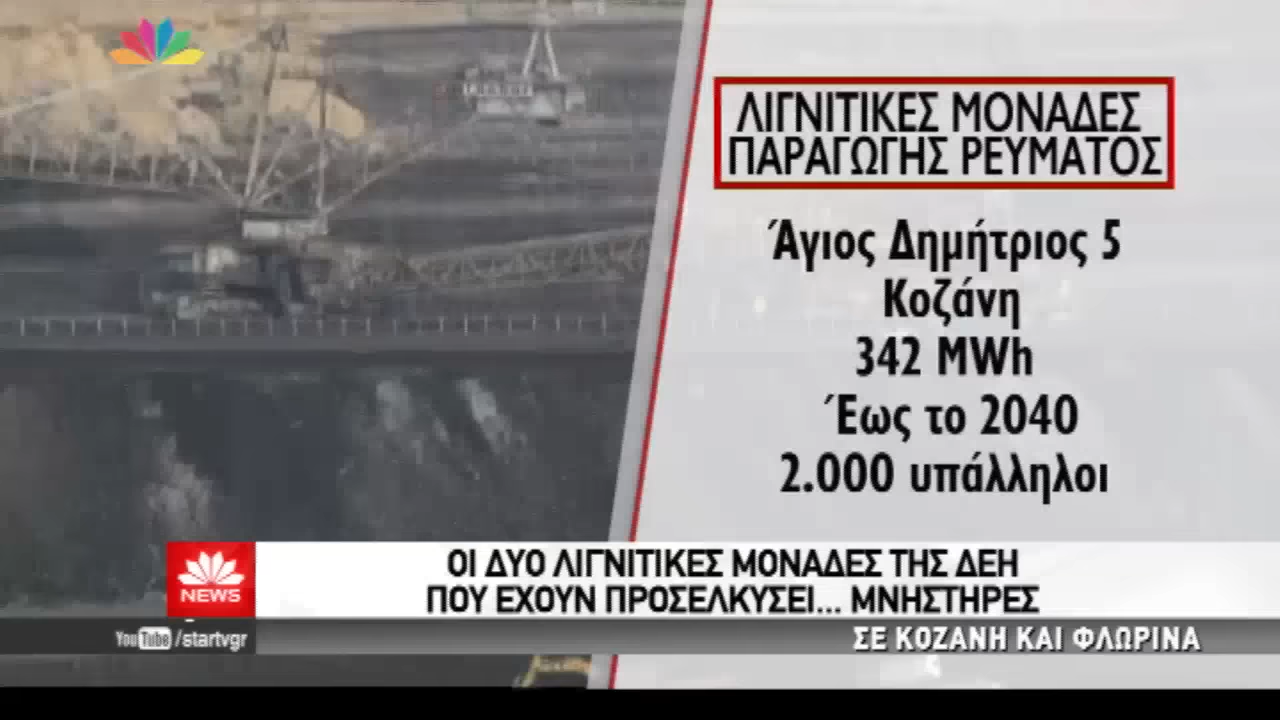 ΛΙΓΝΙΤΙΚΕΣ ΜΟΝΑΔΕΣ
ΠΑΡΑΓΩΓΗΣ ΡΕΥΜΑΤΟΣ
Άγιος Δημήτριος 5
Κοζάνη
342 MWh
Έως το 2040
2.000 υπάλληλοι
NEWS
ΟΙ ΔΥΟ ΛΙΓΝΙΤΙΚΕΣ ΜΟΝΑΔΕΣ ΤΗΣ ΔΕΗ
ΠΟΥ ΕΧΟΥΝ ΠΡΟΣΕΛΚΥΣΕΙ... ΜΝΗΣΤΗΡΕΣ
YouTube/startvgr
ΣΕ ΚΟΖΑΝΗ ΚΑΙ ΦΛΩΡΙΝΑ